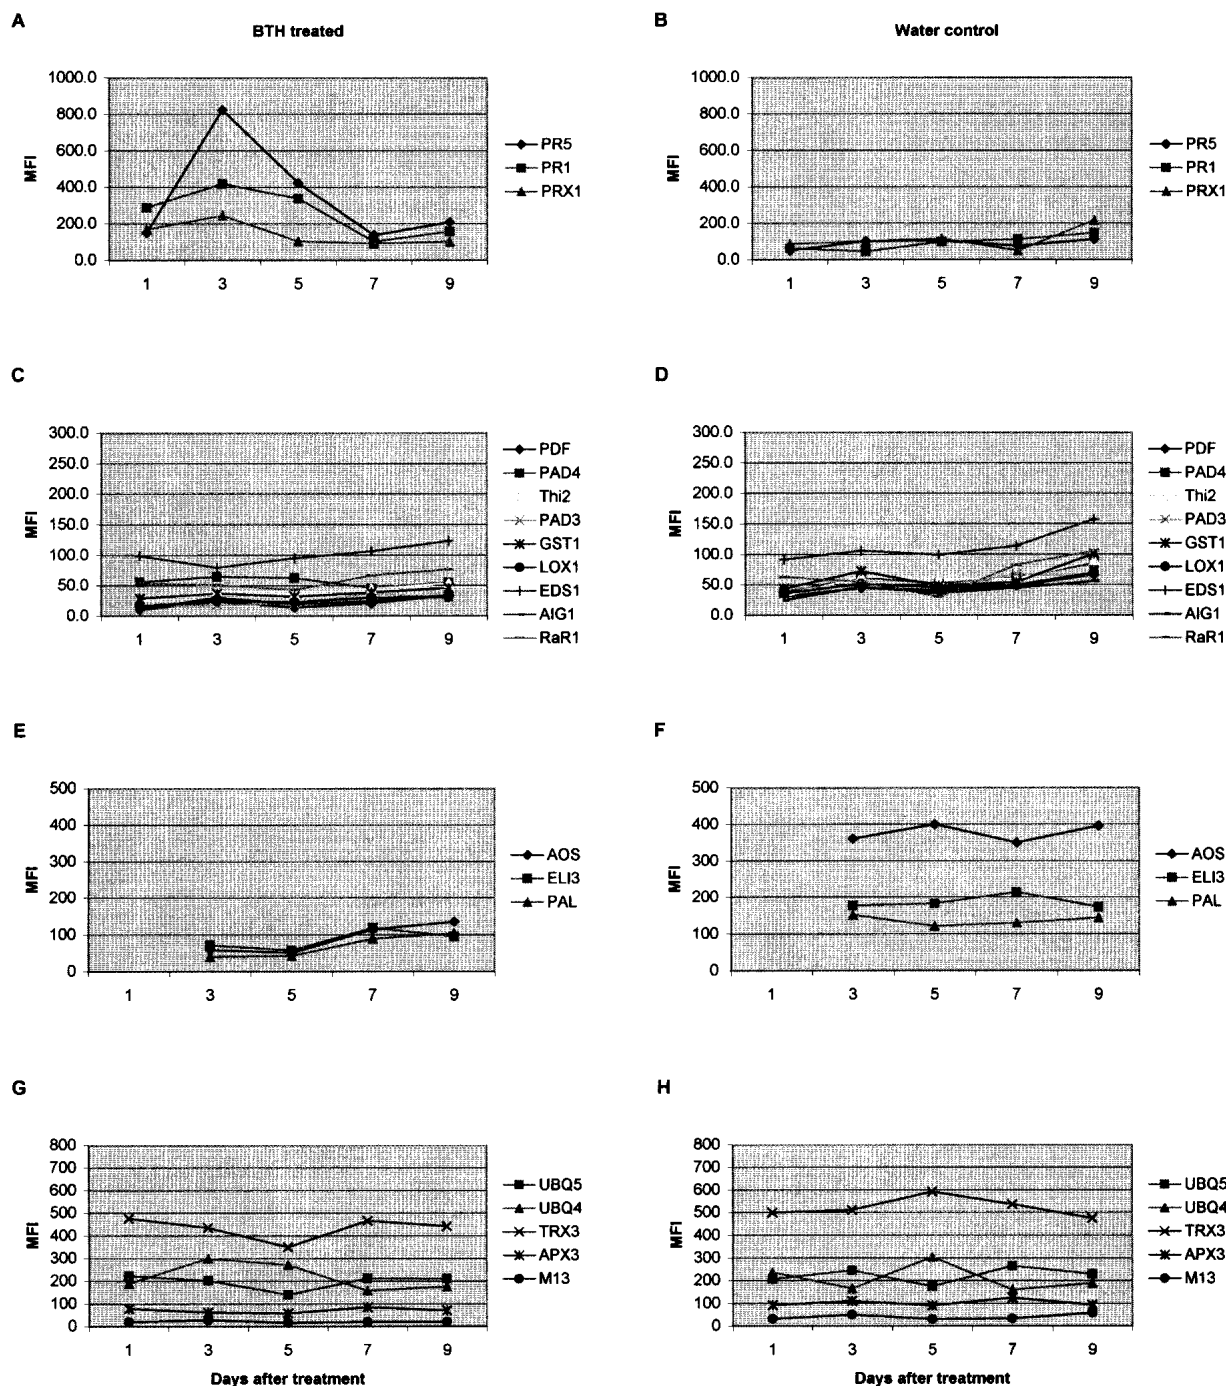 A
BTH treated
1000.0
800.0
600.0
400.0
200.0
0.0
MFI
1 3 5 7 9
PR5
PR1
PRX1
B
Water control
1000.0
800.0
600.0
400.0
200.0
0.0
MFI
1 3 5 7 9
PR5
PR1
PRX1
C
300.0
250.0
200.0
150.0
100.0
50.0
0.0
MFI
1 3 5 7 9
PDF
PAD4
Thi2
PAD3
GST1
LOX1
EDS1
AIG1
RaR1
D
300.0
250.0
200.0
150.0
100.0
50.0
0.0
MFI
1 3 5 7 9
PDF
PAD4
Thi2
PAD3
GST1
LOX1
EDS1
AIG1
RaR1
E
500
400
300
200
100
0
MFI
1 3 5 7 9
AOS
ELI3
PAL
F
500
400
300
200
100
0
MFI
1 3 5 7 9
AOS
ELI3
PAL
G
800
700
600
500
400
300
200
100
0
MFI
1 3 5 7 9
Days after treatment
UBQ5
UBQ4
TRX3
APX3
M13
H
800
700
600
500
400
300
200
100
0
MFI
1 3 5 7 9
Days after treatment
UBQ5
UBQ4
TRX3
APX3
M13